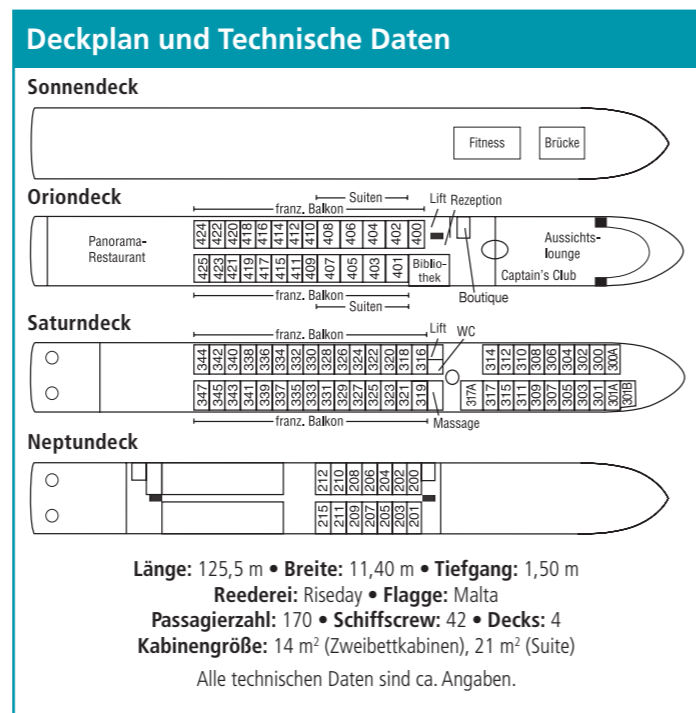 Deckplan und Technische Daten
Sonnendeck
Fitness
Brücke
Oriondeck
Suiten
franz. Balkon
Lift
Rezeption
424 422 420 418 416 414 412 410 408 406 404 402 400
Panorama-
Restaurant
Aussichts-
lounge
Captain's Club
425 423 421 419 417 415 411 409 407 405 403 401
Biblio-
thek
Boutique
franz. Balkon
Suiten
Saturndeck
franz. Balkon
Lift
WC
344 342 340 338 336 334 332 330 328 326 324 322 320 318 316
314 312 310 308 306 304 302 300 300A
347 345 343 341 339 337 335 333 331 329 327 325 323 321 319
317A 317 315 311 309 307 305 303 301 301A 301B
franz. Balkon
Massage
Neptundeck
212 210 208 206 204 202 200
215 211 209 207 205 203 201
Länge: 125,5 m • Breite: 11,40 m • Tiefgang: 1,50 m
Reederei: Riseday • Flagge: Malta
Passagierzahl: 170 • Schiffscrew: 42 • Decks: 4
Kabinengröße: 14 m² (Zweibettkabinen), 21 m² (Suite)
Alle technischen Daten sind ca. Angaben.